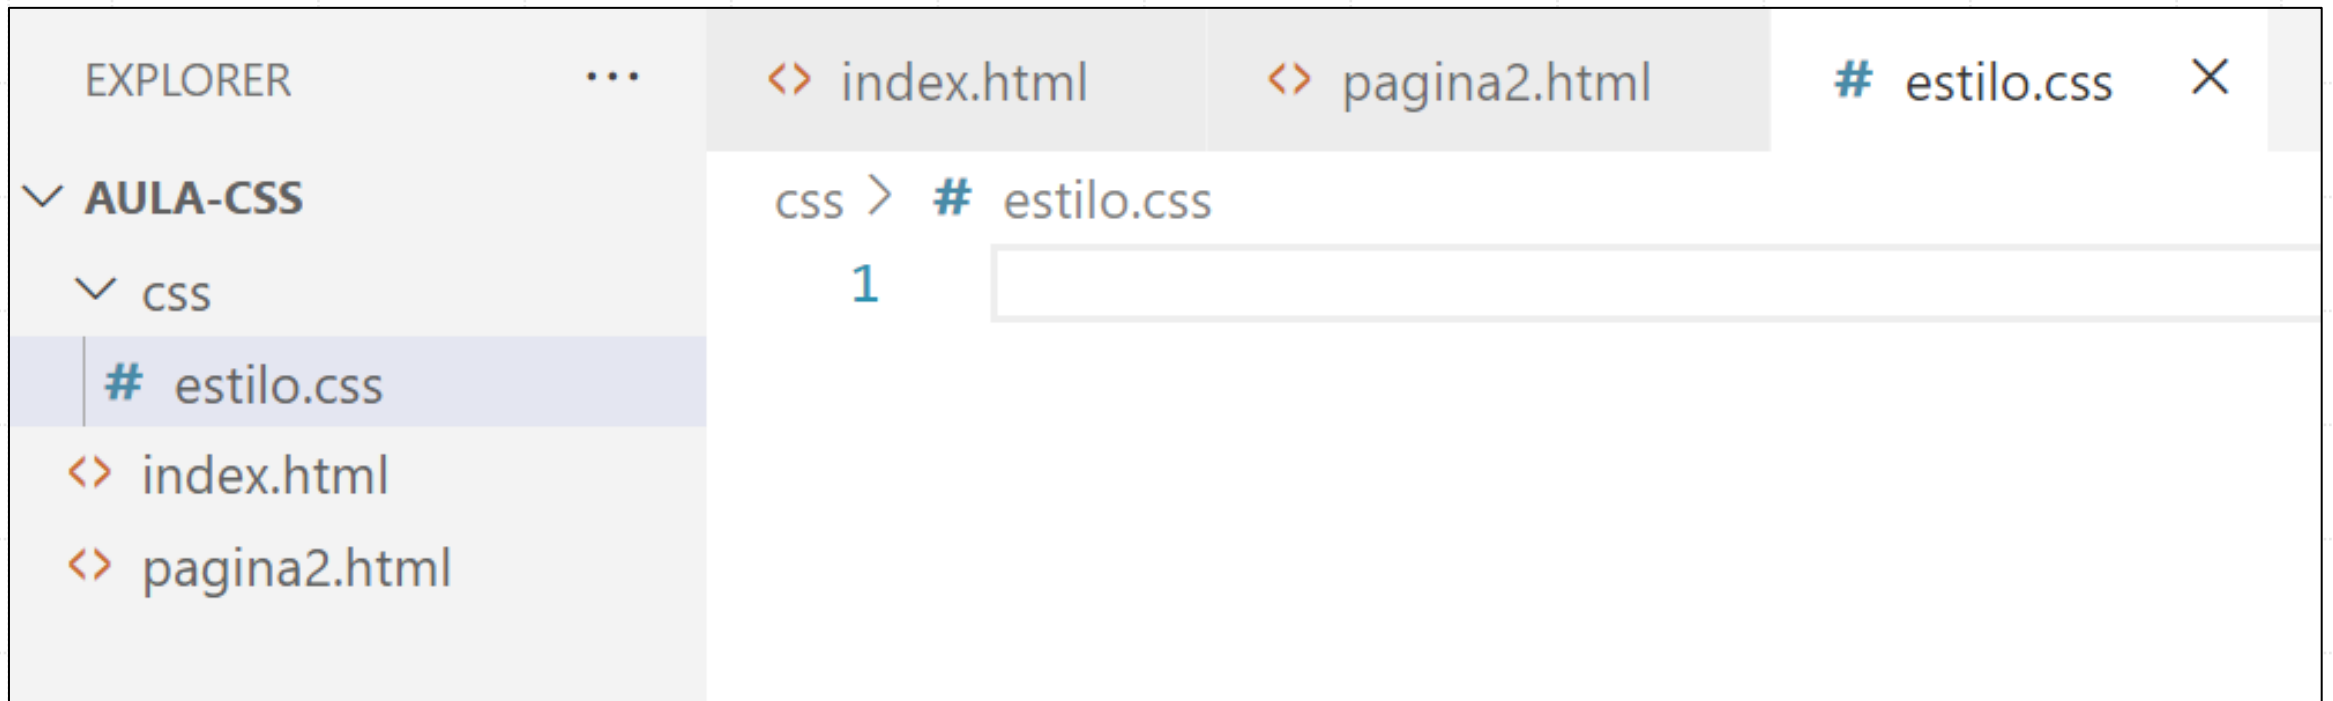 EXPLORER ...
AULA-CSS
css
# estilo.css
<> index.html
<> pagina2.html
<> index.html <> pagina2.html # estilo.css ×
css > # estilo.css
1